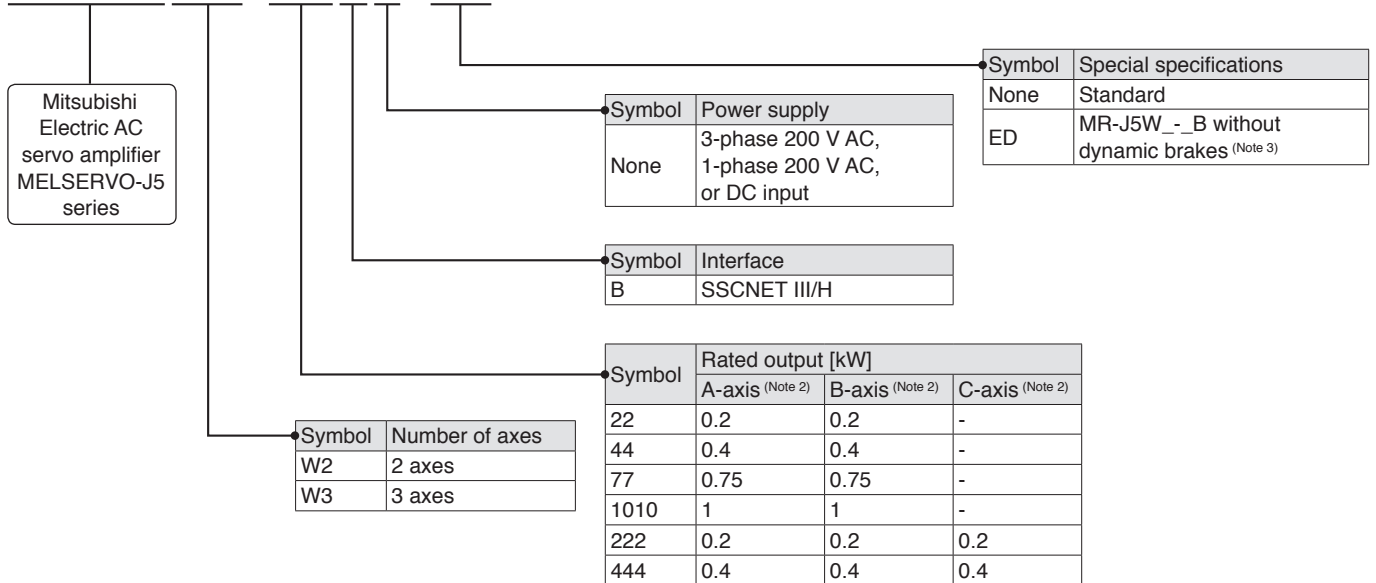 Mitsubishi
Electric AC
servo amplifier
MELSERVO-J5
series
Symbol Special specifications
None Standard
ED MR-J5W_-_B without
dynamic brakes (Note 3)
Symbol Power supply
None 3-phase 200 V AC,
1-phase 200 V AC,
or DC input
Symbol Interface
B SSCNET III/H
Symbol Rated output [kW]
A-axis (Note 2) B-axis (Note 2) C-axis (Note 2)
22 0.2 0.2 -
44 0.4 0.4 -
77 0.75 0.75 -
1010 1 1 -
222 0.2 0.2 0.2
444 0.4 0.4 0.4
Symbol Number of axes
W2 2 axes
W3 3 axes